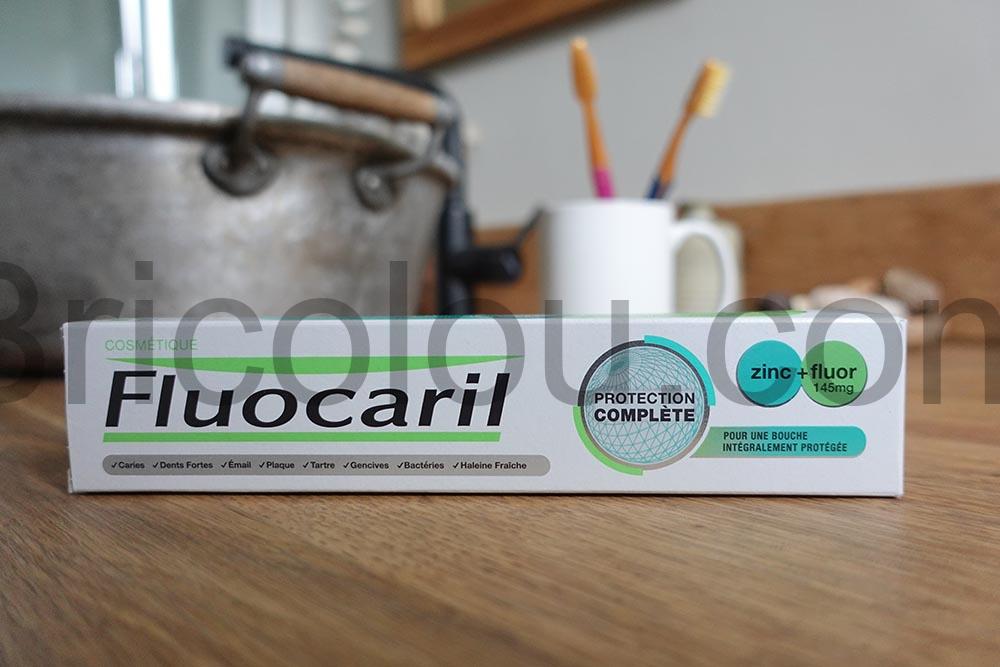 COSMÉTIQUE
Fluocaril
✓Caries ✓Dents Fortes ✓Émail ✓Plaque ✓Tartre ✓Gencives ✓Bactéries ✓Haleine Fraîche
PROTECTION
COMPLÈTE
zinc + fluor
145mg
POUR UNE BOUCHE
INTÉGRALEMENT PROTÉGÉE
Bricolou.com